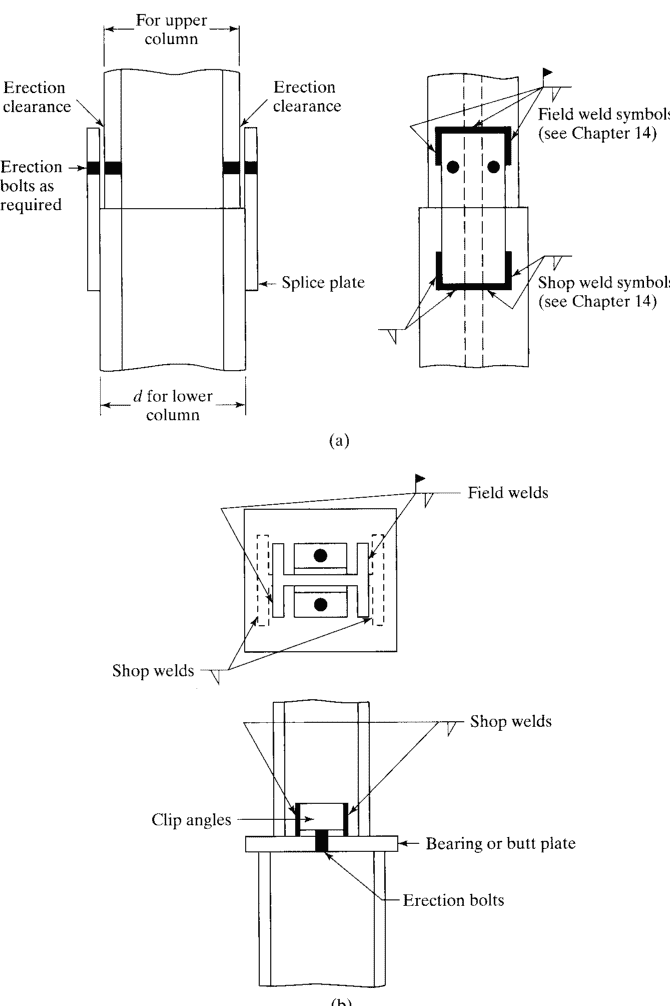 For upper
column
Erection
clearance
Erection
clearance
Erection
bolts as
required
Splice plate
d for lower
column
Field weld symbols
(see Chapter 14)
Shop weld symbols
(see Chapter 14)
(a)
Field welds
Shop welds
Shop welds
Clip angles
Bearing or butt plate
Erection bolts
(b)